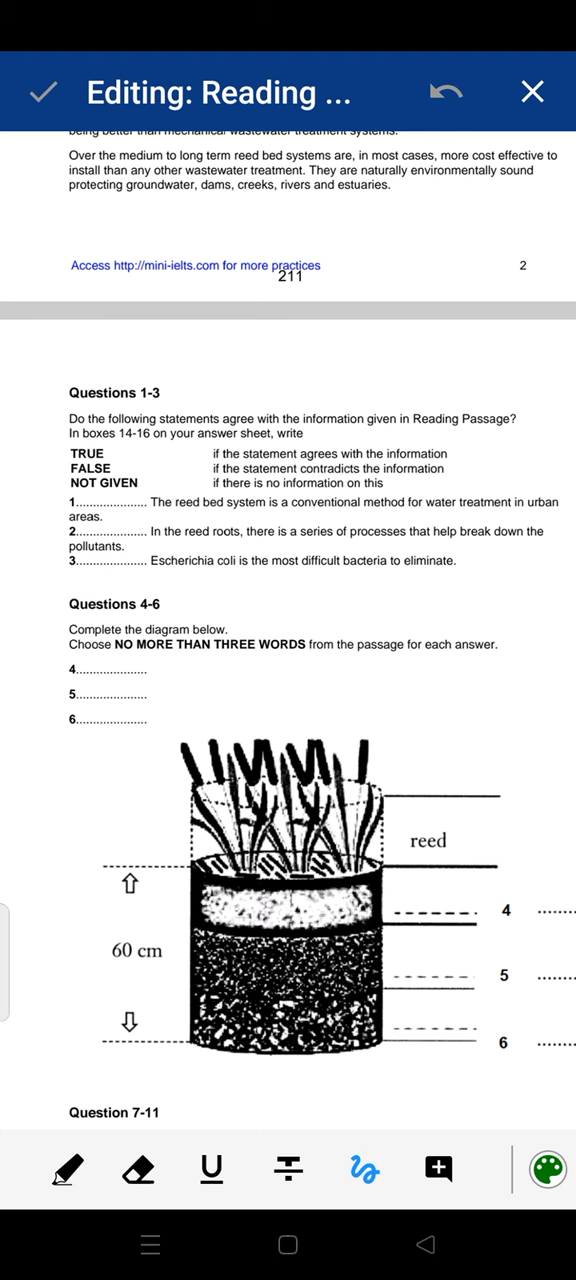 Editing: Reading ...
being better than mechanical wastewater treatment systems.
Over the medium to long term reed bed systems are, in most cases, more cost effective to
install than any other wastewater treatment. They are naturally environmentally sound
protecting groundwater, dams, creeks, rivers and estuaries.
Access http://mini-ielts.com for more practices
2
211
Questions 1-3
Do the following statements agree with the information given in Reading Passage?
In boxes 14-16 on your answer sheet, write
TRUE if the statement agrees with the information
FALSE if the statement contradicts the information
NOT GIVEN if there is no information on this
1..................... The reed bed system is a conventional method for water treatment in urban
areas.
2..................... In the reed roots, there is a series of processes that help break down the
pollutants.
3..................... Escherichia coli is the most difficult bacteria to eliminate.
Questions 4-6
Complete the diagram below.
Choose NO MORE THAN THREE WORDS from the passage for each answer.
4.....................
5.....................
6.....................
reed
4 ........
60 cm
5 ........
6 ........
Question 7-11